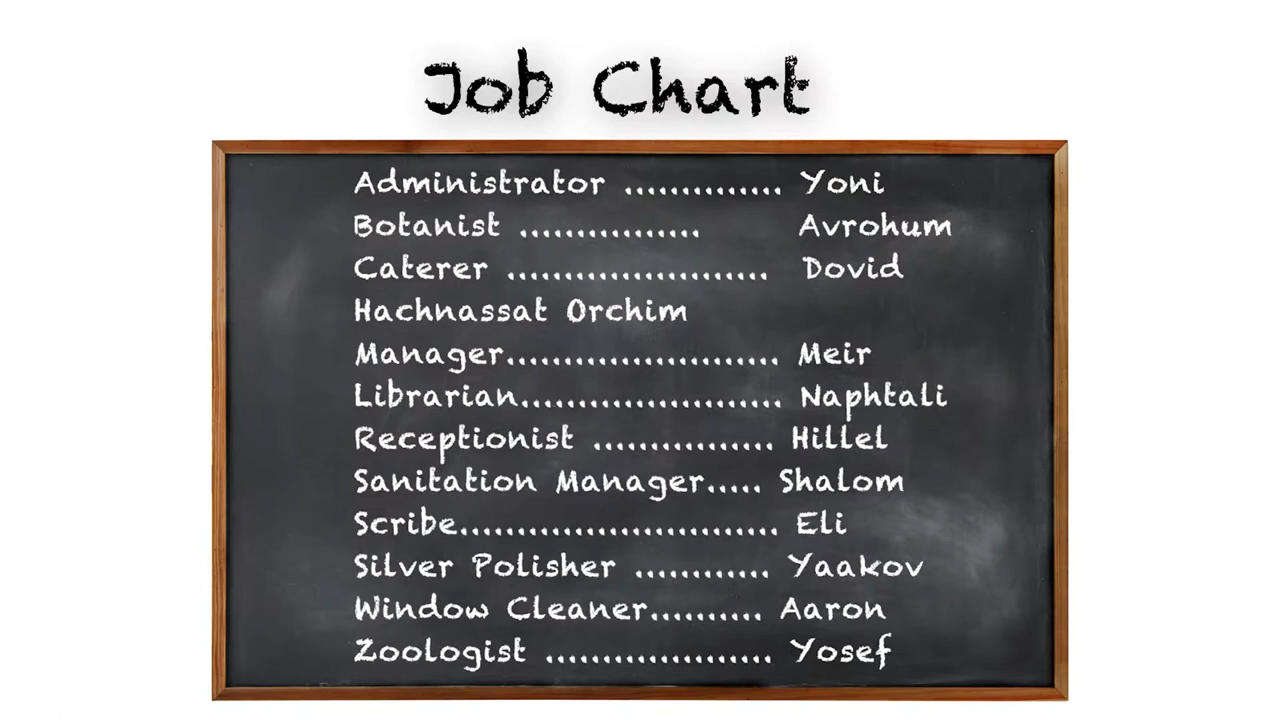 Job Chart
Administrator .............. Yoni
Botanist ................ Avrohum
Caterer ....................... Dovid
Hachnassat Orchim
Manager........................ Meir
Librarian....................... Naphtali
Receptionist ................ Hillel
Sanitation Manager..... Shalom
Scribe............................ Eli
Silver Polisher ............ Yaakov
Window Cleaner.......... Aaron
Zoologist .................... Yosef